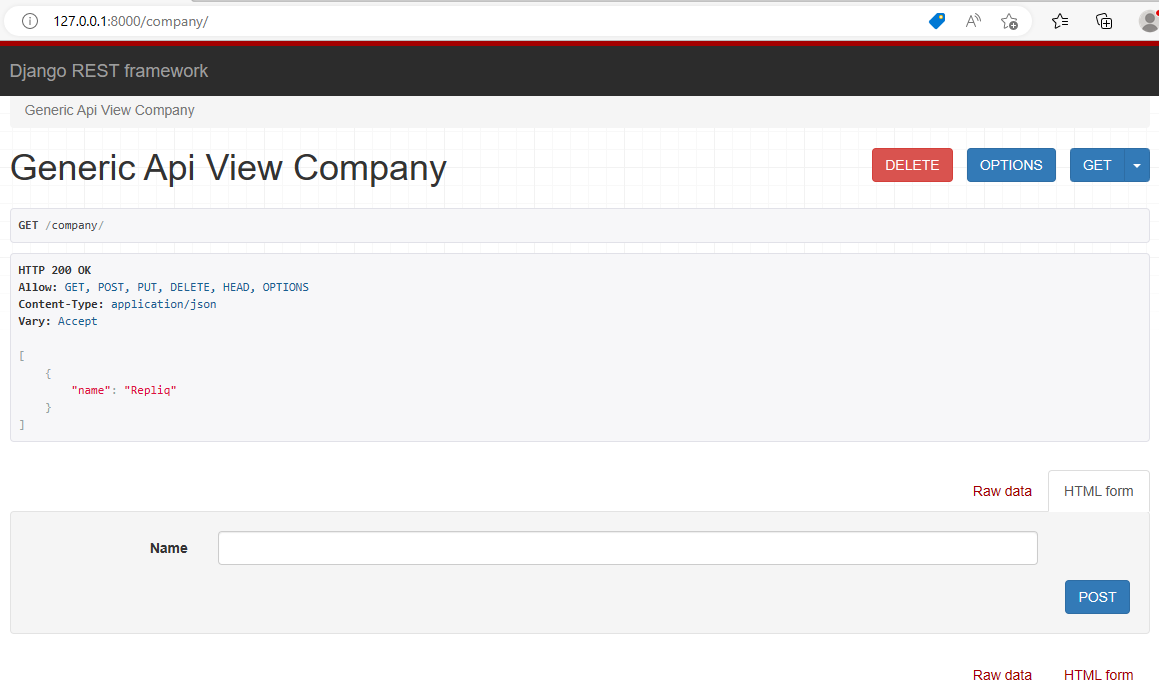 127.0.0.1:8000/company/
Django REST framework
Generic Api View Company
Generic Api View Company
DELETE
OPTIONS
GET
GET /company/
HTTP 200 OK
Allow: GET, POST, PUT, DELETE, HEAD, OPTIONS
Content-Type: application/json
Vary: Accept
[
{
"name": "Repliq"
}
]
Raw data
HTML form
Name
POST
Raw data
HTML form